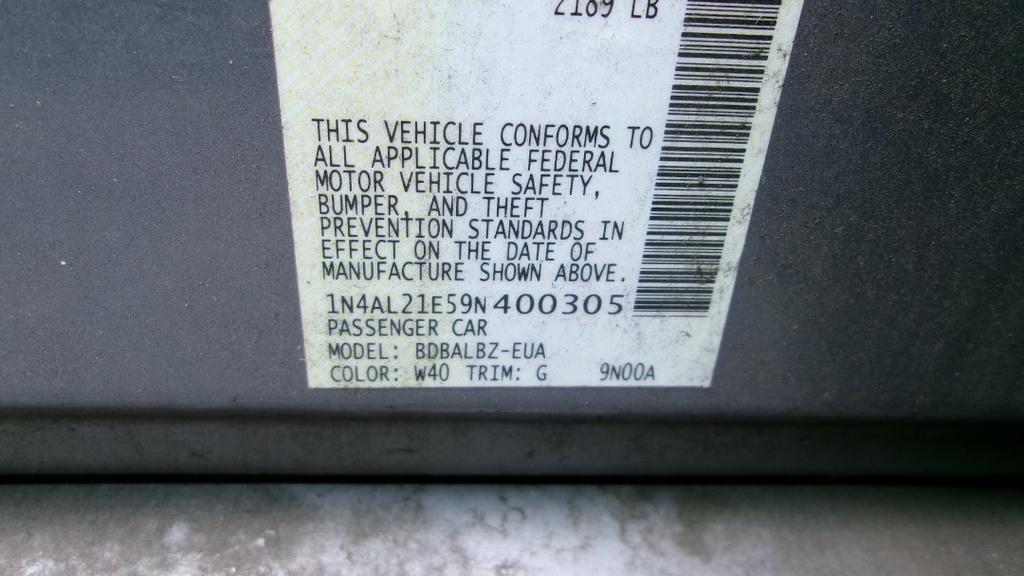 2189 LB
THIS VEHICLE CONFORMS TO
ALL APPLICABLE FEDERAL
MOTOR VEHICLE SAFETY,
BUMPER, AND THEFT
PREVENTION STANDARDS IN
EFFECT ON THE DATE OF
MANUFACTURE SHOWN ABOVE.
1N4AL21E59N400305
PASSENGER CAR
MODEL: BDBALBZ-EUA
COLOR: W40 TRIM: G 9N00A